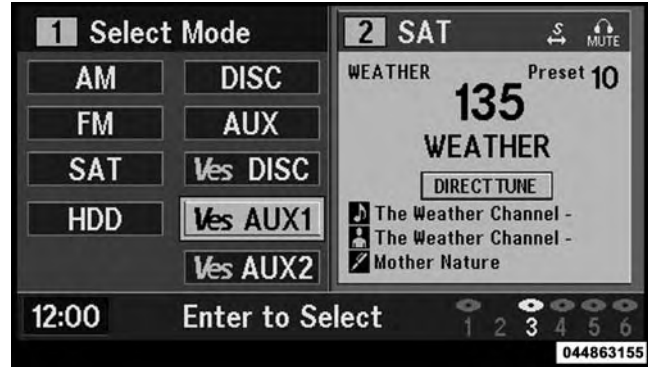 1 Select Mode
AM
DISC
FM
AUX
SAT
Ves DISC
HDD
Ves AUX1
Ves AUX2
2 SAT
S
MUTE
WEATHER
Preset 10
135
WEATHER
DIRECT TUNE
The Weather Channel -
The Weather Channel -
Mother Nature
12:00
Enter to Select
1 2 3 4 5 6
044863155